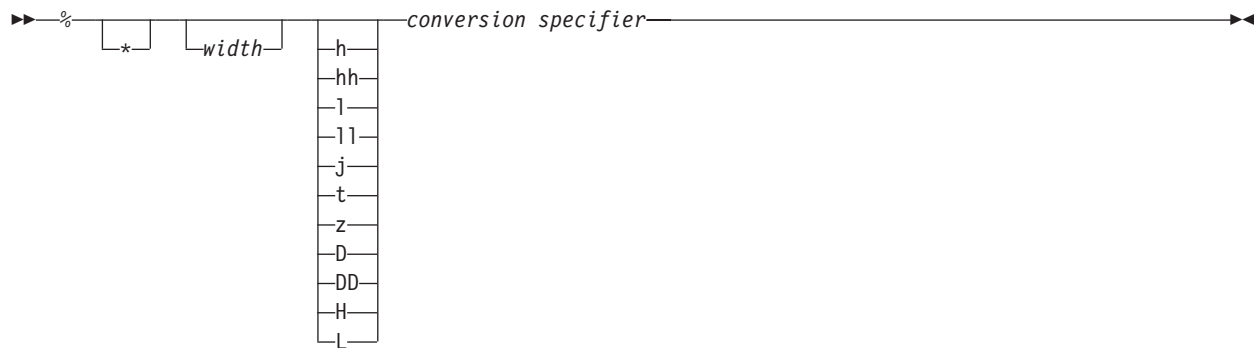 % conversion specifier
* width h
hh
l
ll
j
t
z
D
DD
H
L